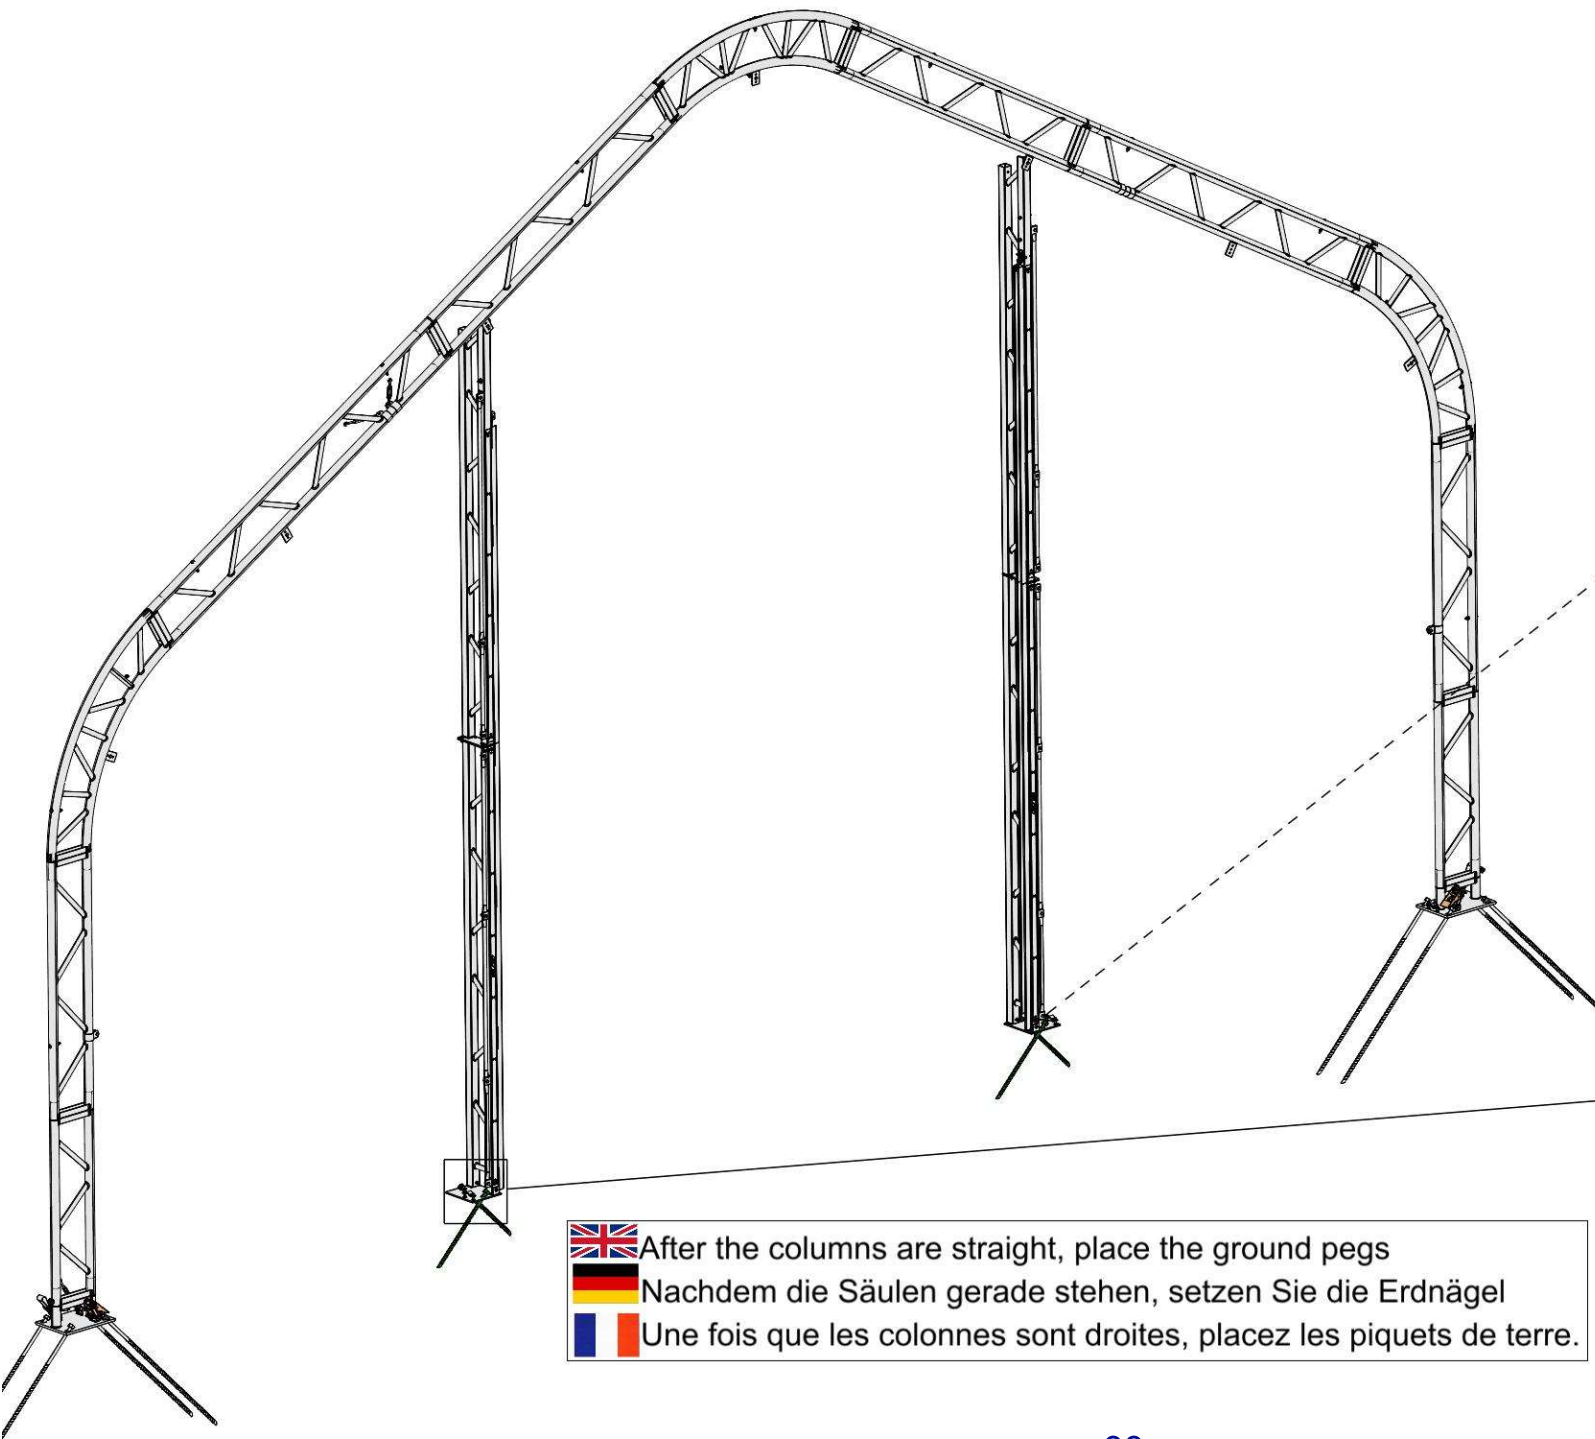 After the columns are straight, place the ground pegs
Nachdem die Säulen gerade stehen, setzen Sie die Erdnägel
Une fois que les colonnes sont droites, placez les piquets de terre.